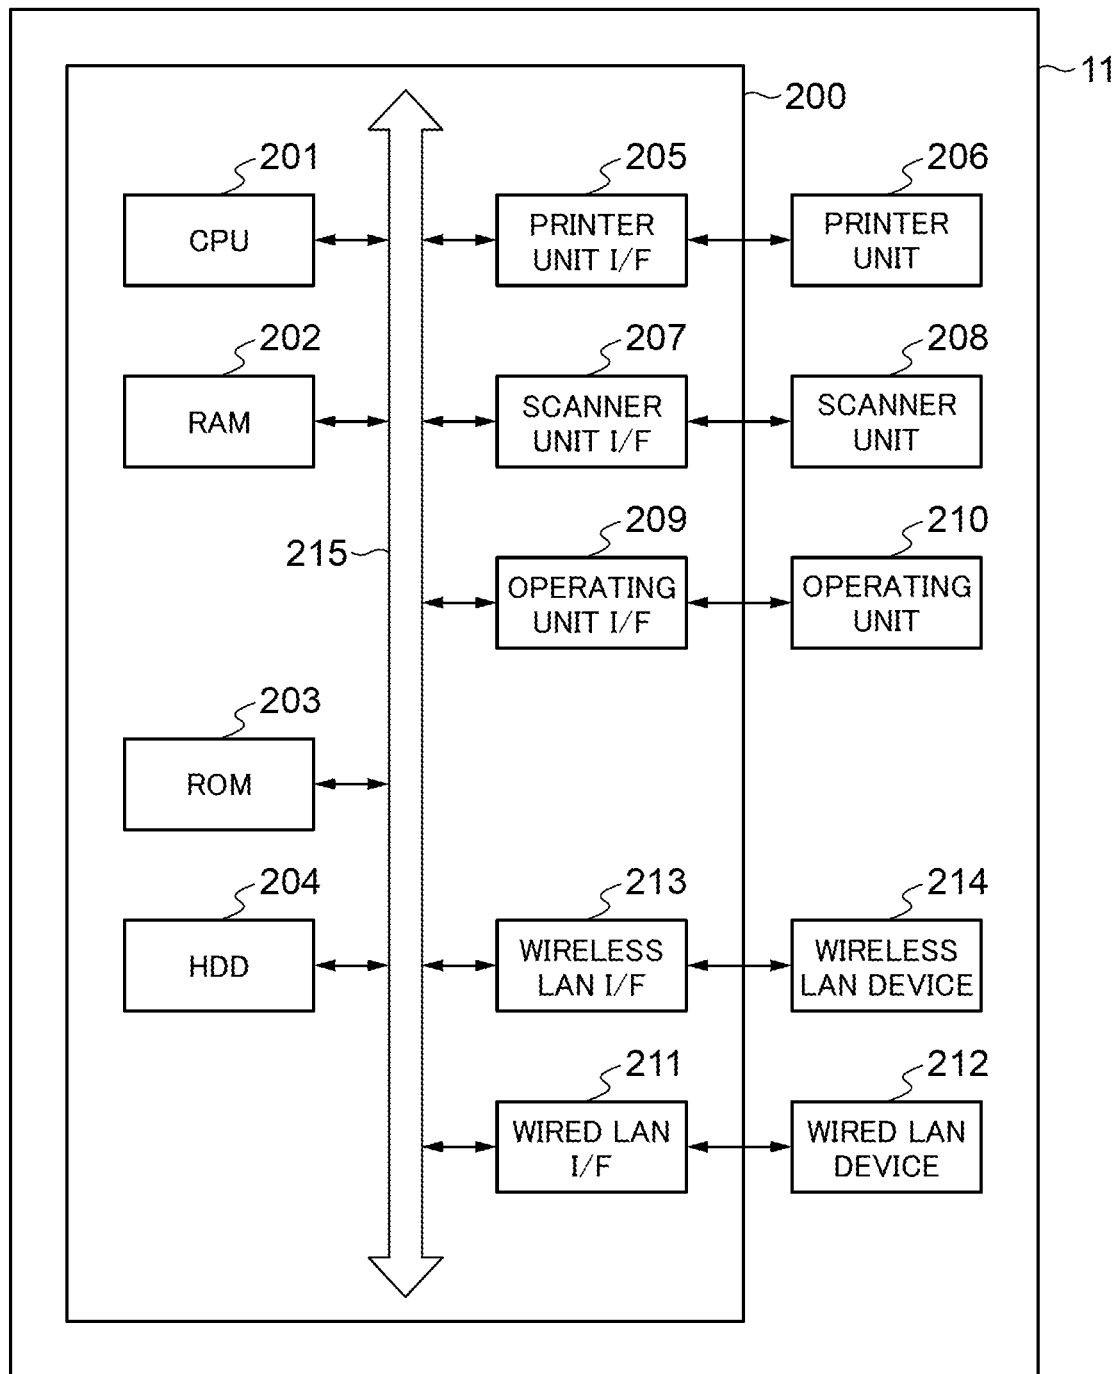 11
200
201
205
206
CPU
PRINTER
UNIT I/F
PRINTER
UNIT
202
207
208
RAM
SCANNER
UNIT I/F
SCANNER
UNIT
209
210
215
OPERATING
UNIT I/F
OPERATING
UNIT
203
ROM
204
213
214
HDD
WIRELESS
LAN I/F
WIRELESS
LAN DEVICE
211
212
WIRED LAN
I/F
WIRED LAN
DEVICE